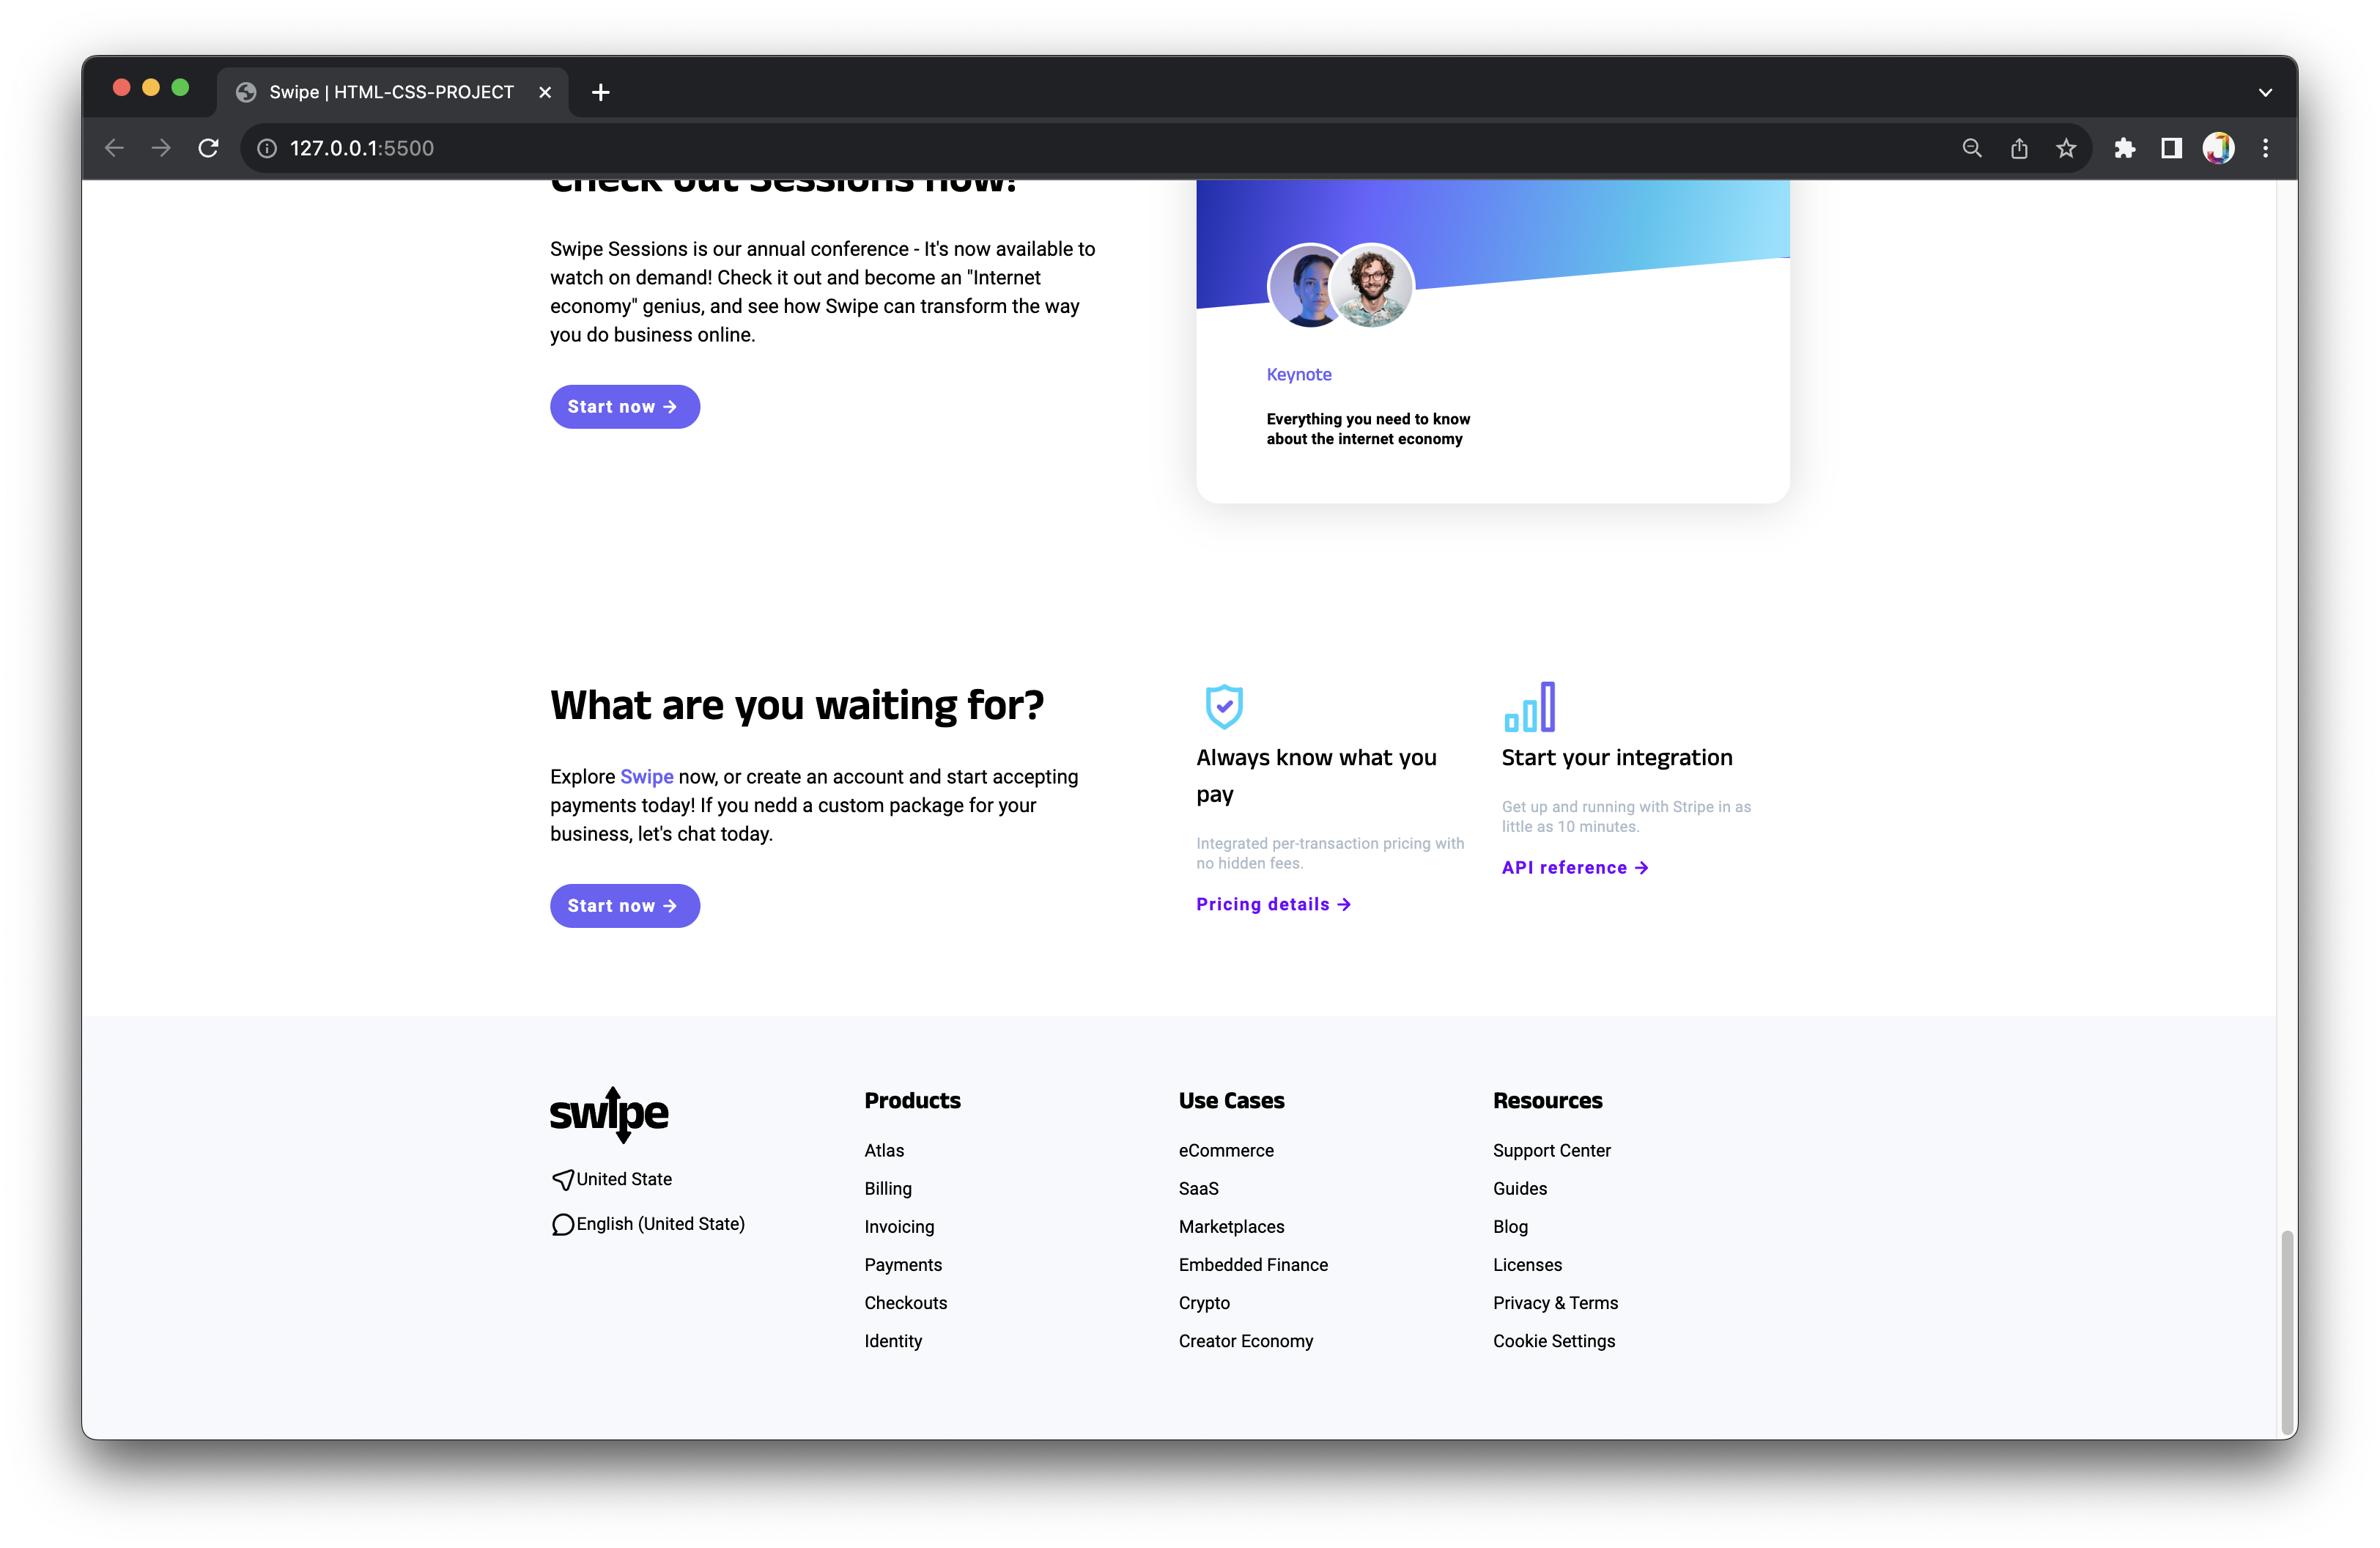 Swipe | HTML-CSS-PROJECT
127.0.0.1:5500
Check out Sessions now!
Swipe Sessions is our annual conference - It's now available to
watch on demand! Check it out and become an "Internet
economy" genius, and see how Swipe can transform the way
you do business online.
Start now →
Keynote
Everything you need to know
about the internet economy
What are you waiting for?
Explore Swipe now, or create an account and start accepting
payments today! If you nedd a custom package for your
business, let's chat today.
Start now →
Always know what you
pay
Integrated per-transaction pricing with
no hidden fees.
Pricing details →
Start your integration
Get up and running with Stripe in as
little as 10 minutes.
API reference →
swipe
United State
English (United State)
Products
Atlas
Billing
Invoicing
Payments
Checkouts
Identity
Use Cases
eCommerce
SaaS
Marketplaces
Embedded Finance
Crypto
Creator Economy
Resources
Support Center
Guides
Blog
Licenses
Privacy & Terms
Cookie Settings